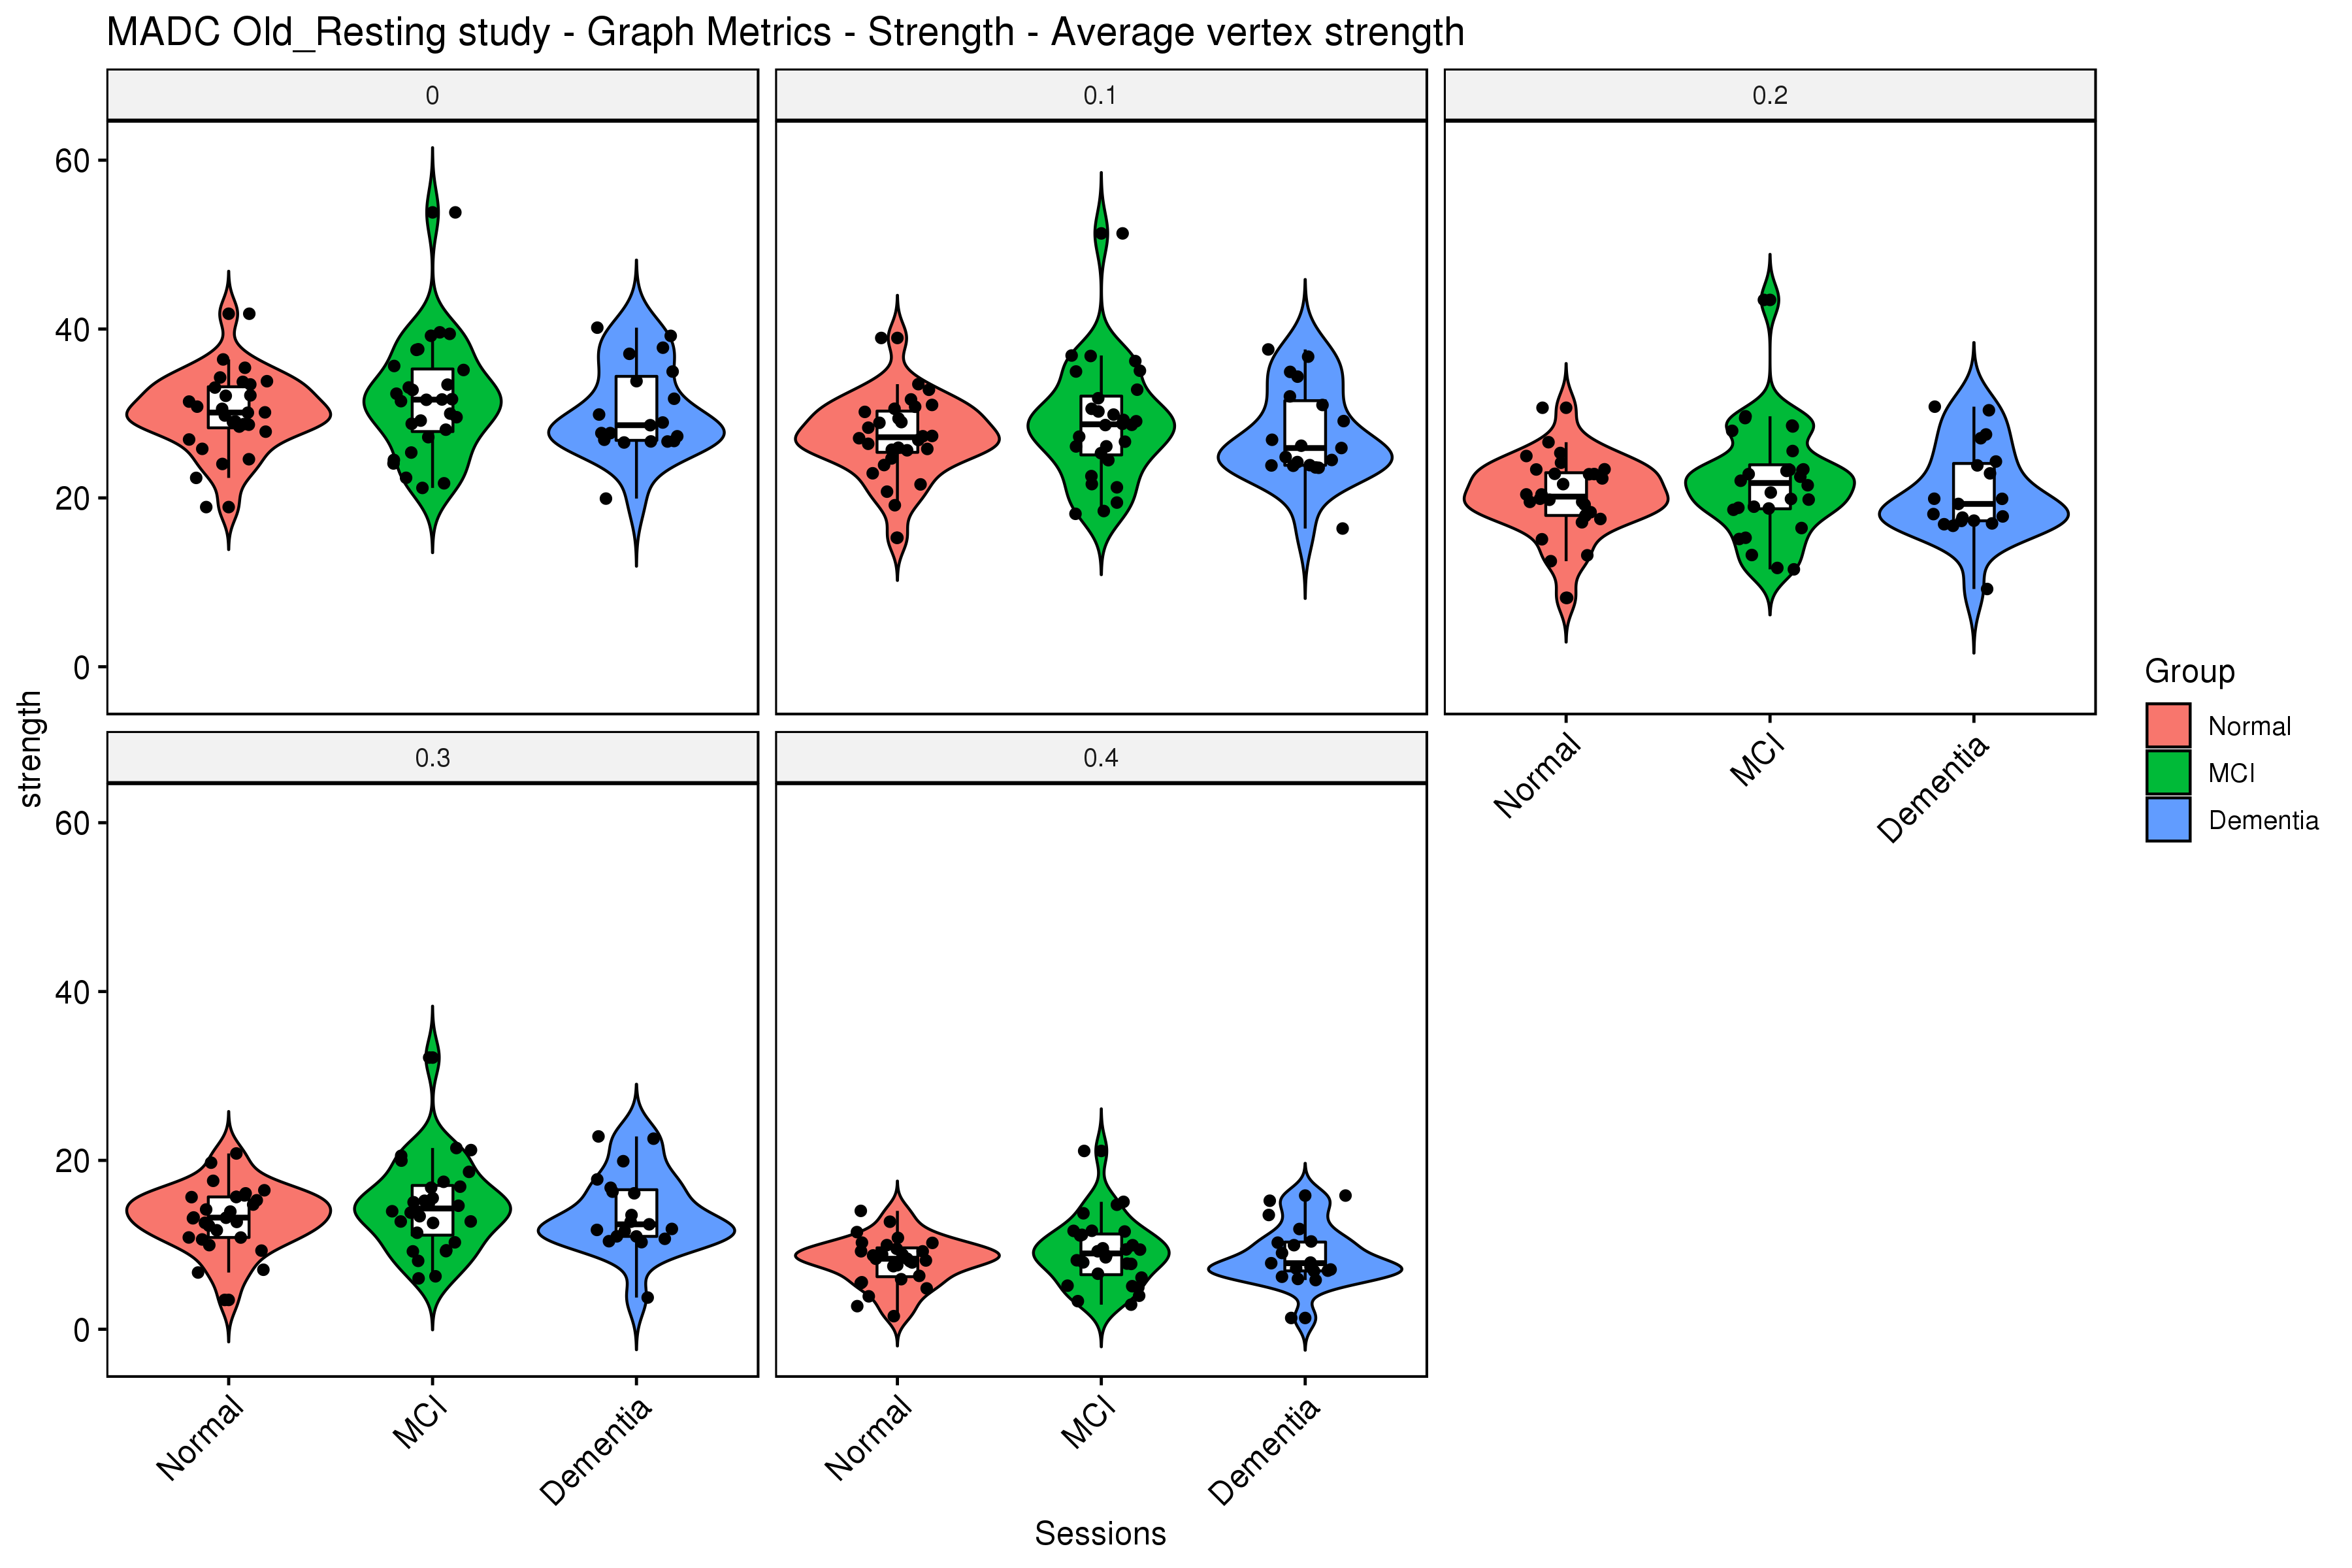 MADC Old_Resting study - Graph Metrics - Strength - Average vertex strength
0
0.1
0.2
60
40
20
0
Normal
MCI
Dementia
strength
Group
Normal
MCI
Dementia
0.3
0.4
60
40
20
0
Normal
MCI
Dementia
Normal
MCI
Dementia
Sessions